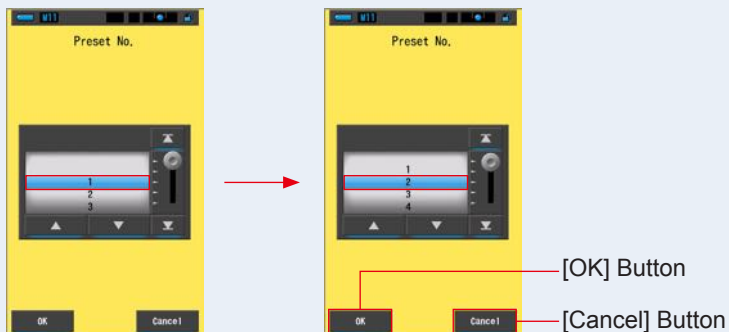 M11
Preset No.
1
2
3
OK
Cancel
M11
Preset No.
1
2
3
4
OK
Cancel
[OK] Button
[Cancel] Button